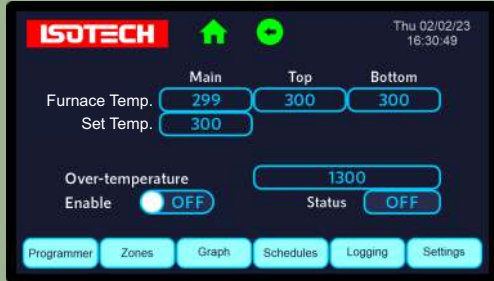 ISOTECH
Thu 02/02/23
16:30:49
Main Top Bottom
Furnace Temp. 299 300 300
Set Temp. 300
Over-temperature 1300
Enable OFF Status OFF
Programmer Zones Graph Schedules Logging Settings